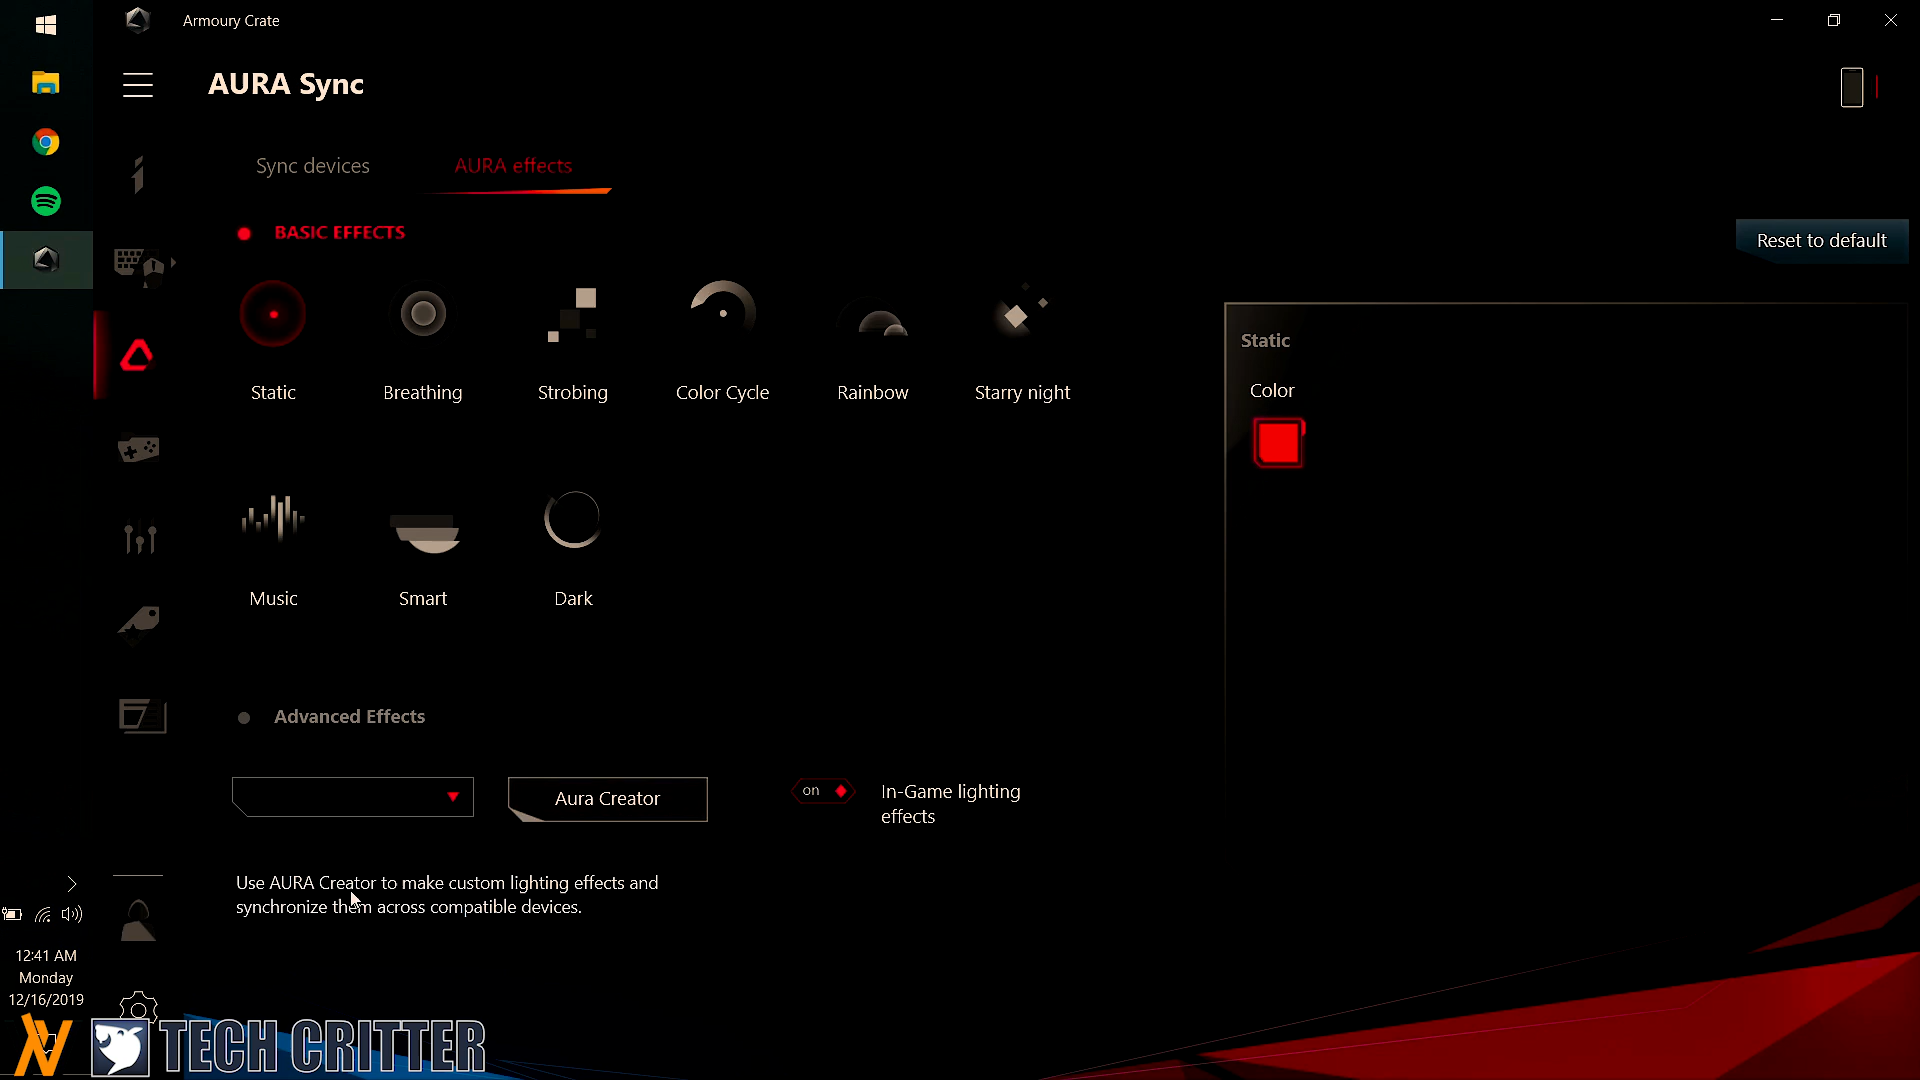 Armoury Crate
AURA Sync
Sync devices
AURA effects
BASIC EFFECTS
Reset to default
Static
Breathing
Strobing
Color Cycle
Rainbow
Starry night
Static
Color
Music
Smart
Dark
Advanced Effects
Aura Creator
on
In-Game lighting
effects
Use AURA Creator to make custom lighting effects and
synchronize them across compatible devices.
12:41 AM
Monday
12/16/2019
TECH CRITTER